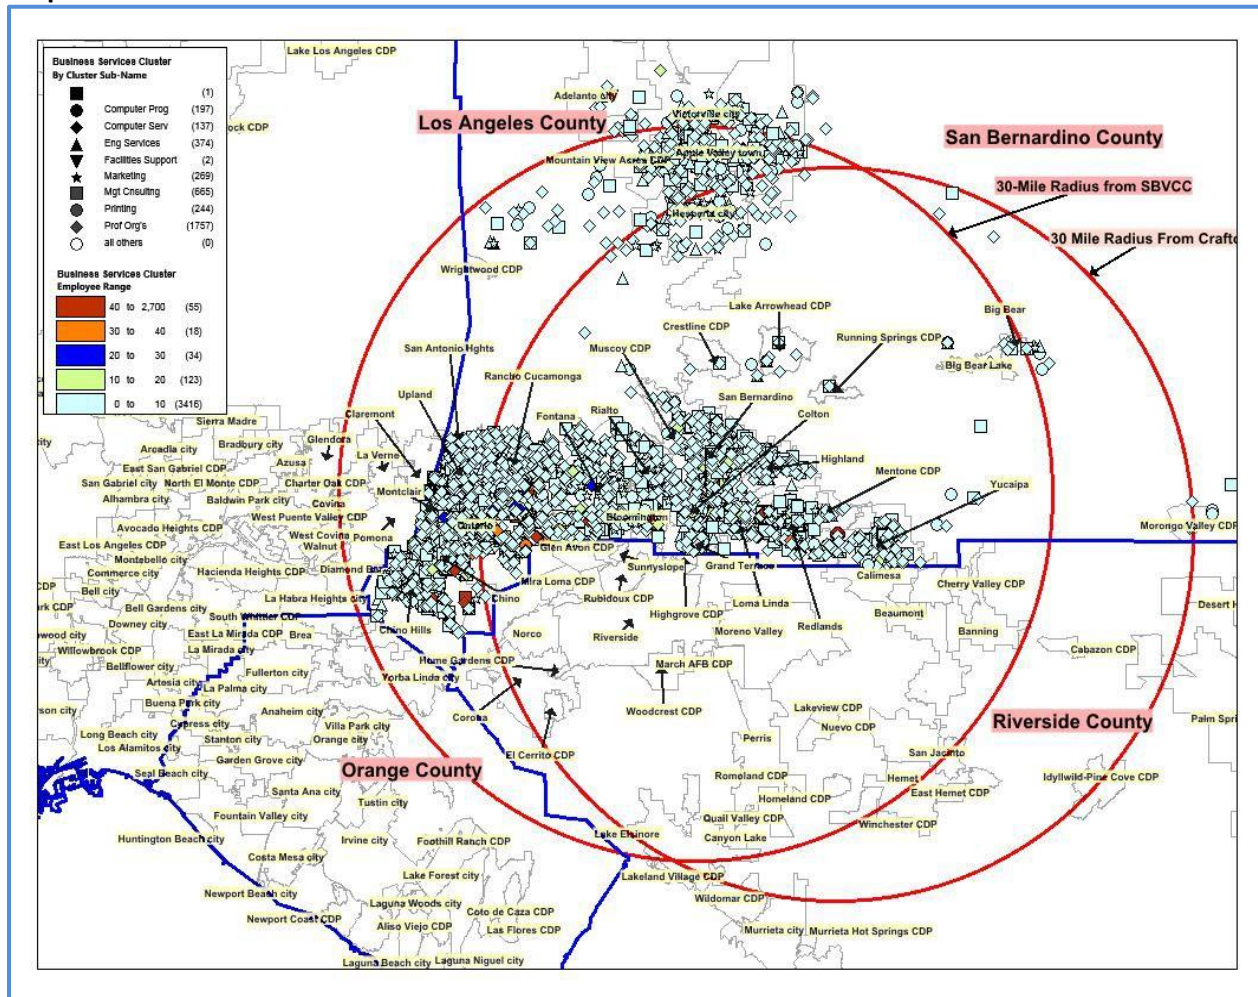 Lake Los Angeles CDP
Business Services Cluster
By Cluster Sub-Name
(1)
Computer Prog (197)
Computer Serv (137)
Eng Services (374)
Facilities Support (2)
Marketing (269)
Mgt Cnsulting (665)
Printing (244)
Prof Org's (1757)
all others (0)
Business Services Cluster
Employee Range
40 to 2,700 (55)
30 to 40 (18)
20 to 30 (34)
10 to 20 (123)
0 to 10 (3416)
ock CDP
Adelanto city
Victorville city
Los Angeles County
San Bernardino County
Mountain View Acres CDP
Apple Valley town
30-Mile Radius from SBVCC
Hesperia city
30 Mile Radius From Crafto
Wrightwood CDP
Lake Arrowhead CDP
Big Bear
Crestline CDP
Running Springs CDP
San Antonio Hghts
Muscoy CDP
Big Bear Lake
Rancho Cucamonga
Upland
San Bernardino
Claremont
Fontana
Rialto
Colton
Sierra Madre
Glendora
Bradbury city
Arcadia city
La Verne
Azusa
Highland
East San Gabriel CDP
Mentone CDP
San Gabriel city
North El Monte CDP
Charter Oak CDP
Yucaipa
Alhambra city
Baldwin Park city
Covina
Montclair
West Puente Valley CDP
Avocado Heights CDP
Ontario
Bloomington
Morongo Valley CDP
West Covina
Pomona
East Los Angeles CDP
Walnut
Glen Avon CDP
Montebello city
Sunnyslope
Grand Terrace
Commerce city
Hacienda Heights CDP
Diamond Bar
Calimesa
Mira Loma CDP
Cherry Valley CDP
Bell city
La Habra Heights city
Chino
Rubidoux CDP
Loma Linda
rk CDP
Bell Gardens city
Highgrove CDP
Beaumont
Desert H
South Whittier CDP
Downey city
Redlands
wood city
East La Mirada CDP
Brea
Chino Hills
Norco
Riverside
Moreno Valley
Banning
Willowbrook CDP
La Mirada city
Cabazon CDP
ity
Bellflower city
Home Gardens CDP
March AFB CDP
Fullerton city
Yorba Linda city
Artesia city
La Palma city
Buena Park city
son city
Anaheim city
Corona
Woodcrest CDP
Lakeview CDP
Riverside County
Palm Spri
Cypress city
Villa Park city
Nuevo CDP
Long Beach city
Stanton city
Orange city
Perris
Los Alamitos city
San Jacinto
Garden Grove city
El Cerrito CDP
Seal Beach city
Orange County
Romoland CDP
Hemet
Idyllwild-Pine Cove CDP
Santa Ana city
Homeland CDP
East Hemet CDP
Tustin city
Fountain Valley city
Quail Valley CDP
Winchester CDP
Huntington Beach city
Irvine city
Foothill Ranch CDP
Lake Elsinore
Canyon Lake
Costa Mesa city
Lake Forest city
Lakeland Village CDP
Newport Beach city
Wildomar CDP
Laguna Woods city
Newport Coast CDP
Coto de Caza CDP
Aliso Viejo CDP
Las Flores CDP
Murrieta city
Murrieta Hot Springs CDP
Laguna Beach city
Laguna Niguel city